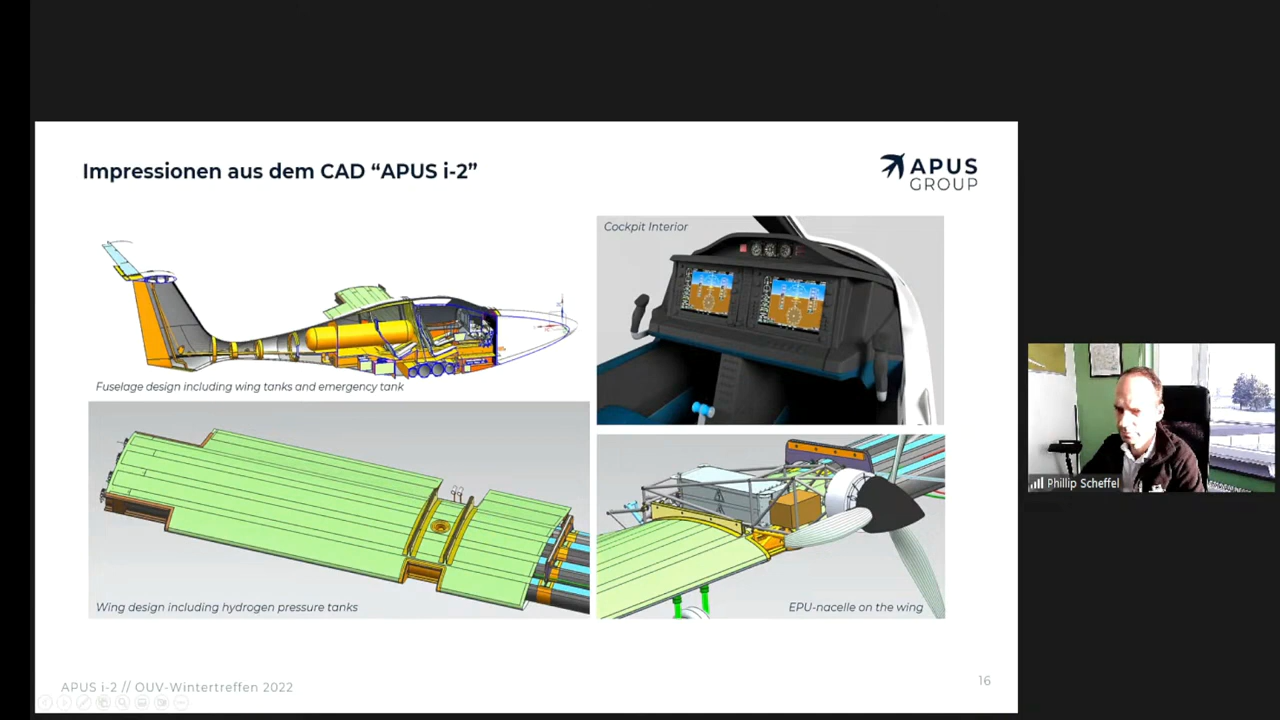 Impressionen aus dem CAD “APUS i-2”
APUS
GROUP
Cockpit Interior
Fuselage design including wing tanks and emergency tank
Wing design including hydrogen pressure tanks
EPU-nacelle on the wing
Phillip Scheffel
APUS i-2 // OUV-Wintertreffen 2022
16